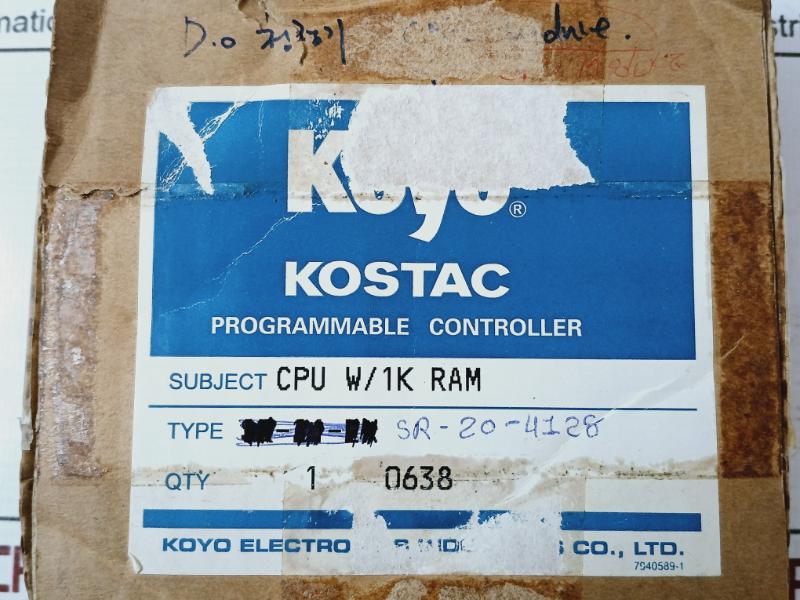 D.o 청정기
Koyo®
KOSTAC
PROGRAMMABLE CONTROLLER
SUBJECT CPU W/1K RAM
TYPE SR-20-4128
QTY 1 0638
KOYO ELECTRO CO., LTD.
7940589-1